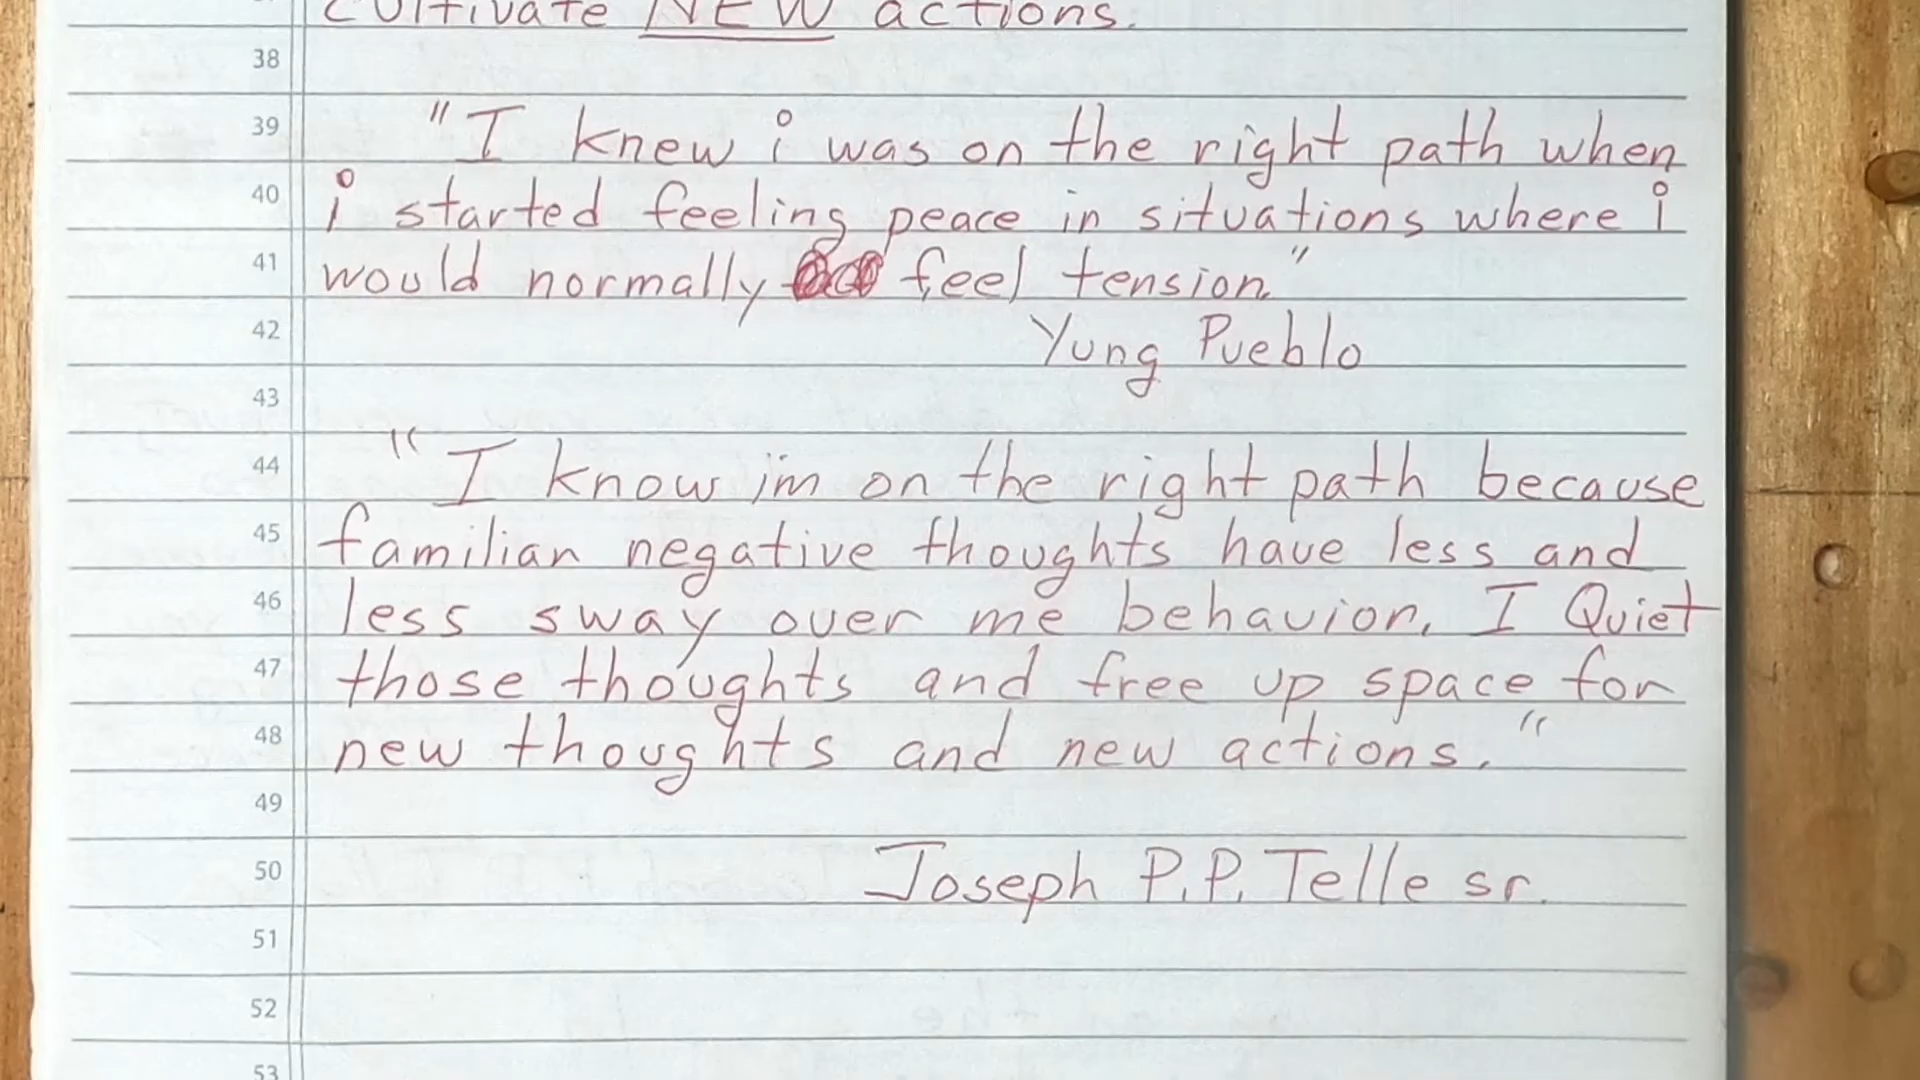 cultivate NEW actions.
38
39 "I knew i was on the right path when
40 i started feeling peace in situations where i
41 would normally feel tension."
42 Yung Pueblo
43
44 "I know i'm on the right path because
45 familiar negative thoughts have less and
46 less sway over me behavior. I Quiet
47 those thoughts and free up space for
48 new thoughts and new actions."
49
50 Joseph P.P. Telle sr.
51
52
53